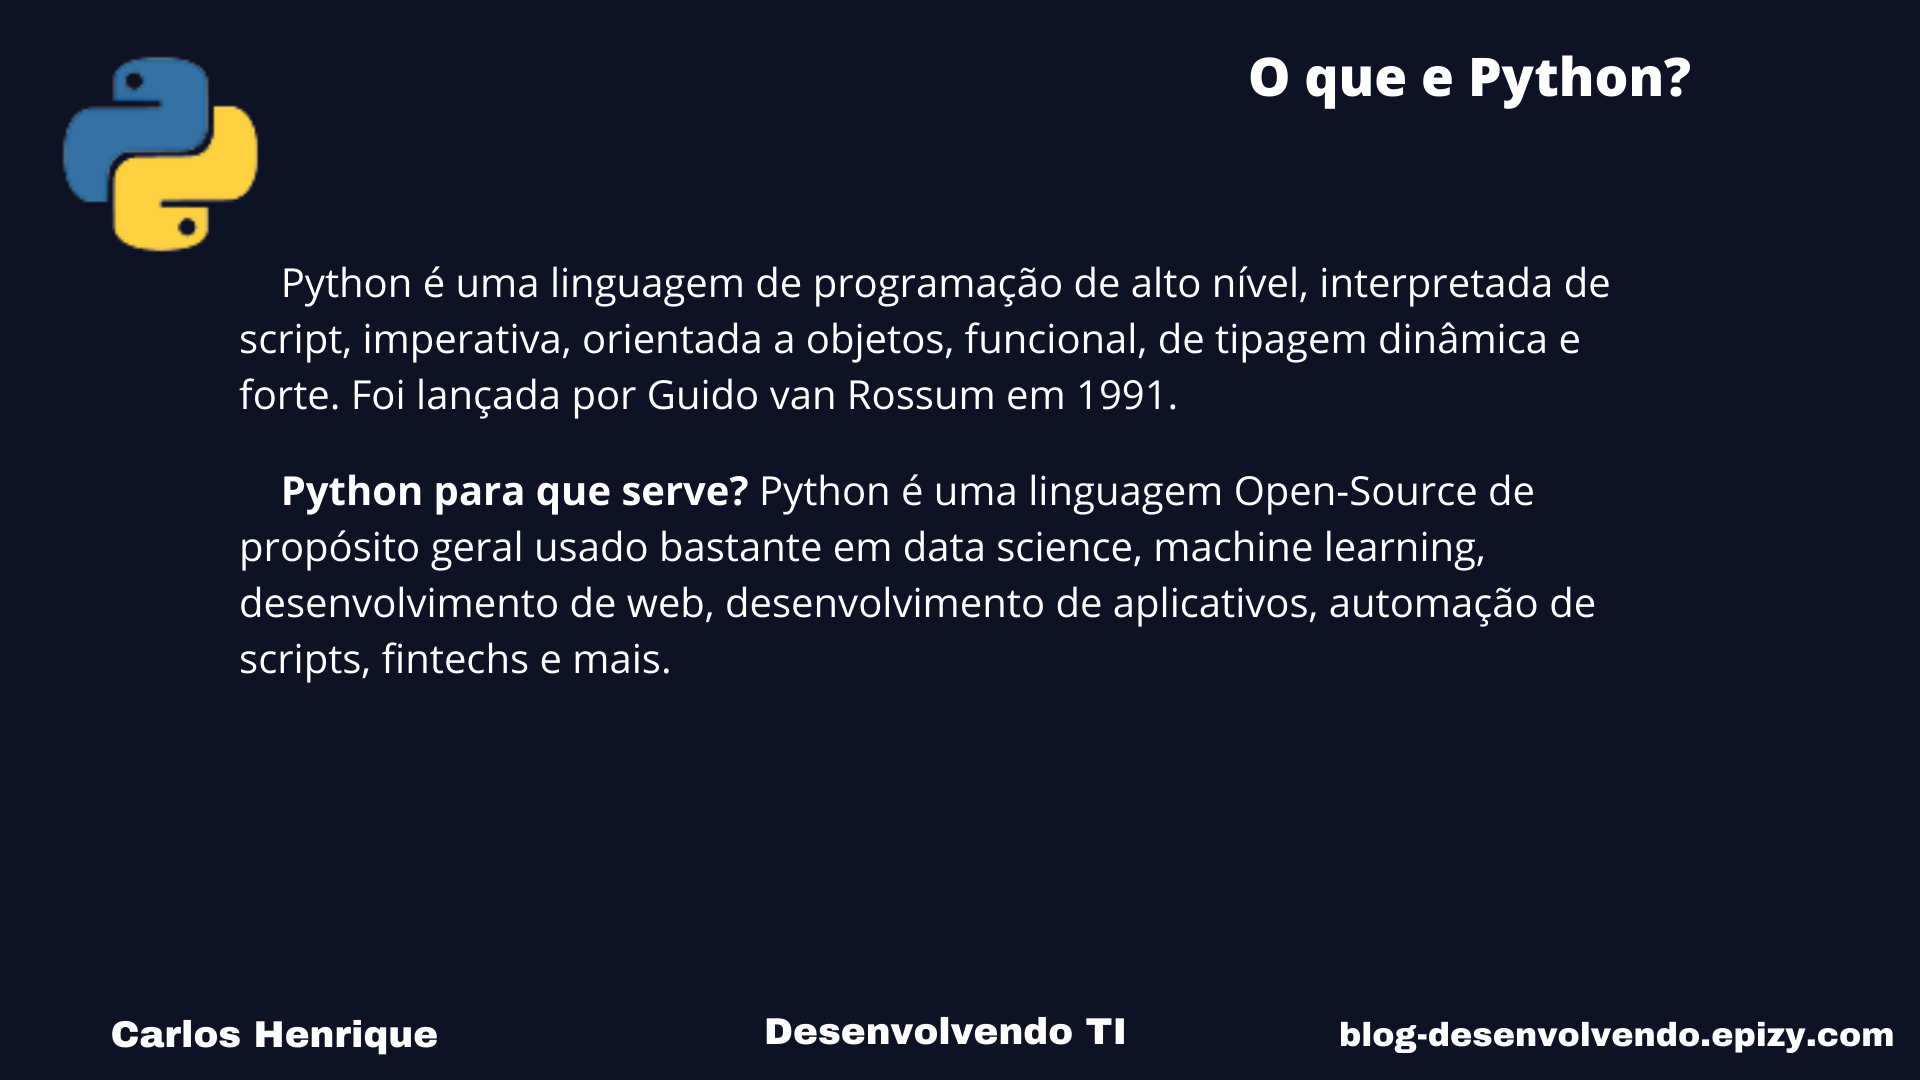 O que e Python?
Python é uma linguagem de programação de alto nível, interpretada de
script, imperativa, orientada a objetos, funcional, de tipagem dinâmica e
forte. Foi lançada por Guido van Rossum em 1991.
Python para que serve? Python é uma linguagem Open-Source de
propósito geral usado bastante em data science, machine learning,
desenvolvimento de web, desenvolvimento de aplicativos, automação de
scripts, fintechs e mais.
Carlos Henrique
Desenvolvendo TI
blog-desenvolvendo.epizy.com